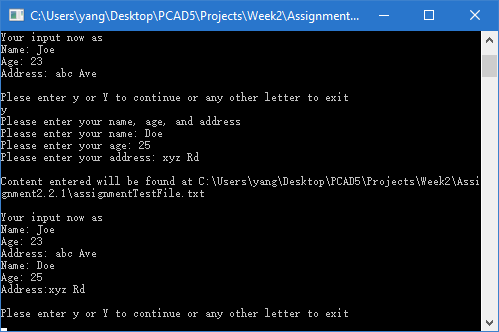 C:\Users\yang\Desktop\PCAD5\Projects\Week2\Assignment...
Your input now as
Name: Joe
Age: 23
Address: abc Ave
Plese enter y or Y to continue or any other letter to exit
y
Please enter your name, age, and address
Please enter your name: Doe
Please enter your age: 25
Please enter your address: xyz Rd
Content entered will be found at C:\Users\yang\Desktop\PCAD5\Projects\Week2\Assi
gnment2.2.1\assignmentTestFile.txt
Your input now as
Name: Joe
Age: 23
Address: abc Ave
Name: Doe
Age: 25
Address:xyz Rd
Plese enter y or Y to continue or any other letter to exit